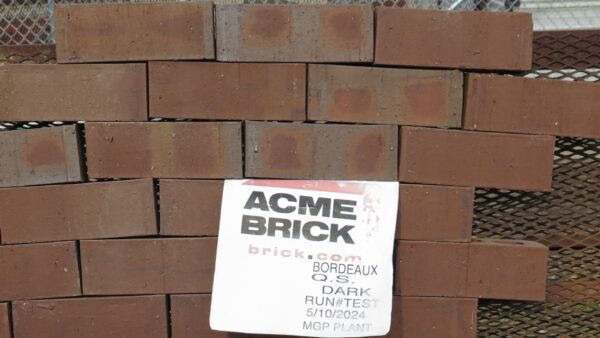 ACME
BRICK
brick.com
BORDEAUX
Q.S.
DARK
RUN#TEST
5/10/2024
MGP PLANT